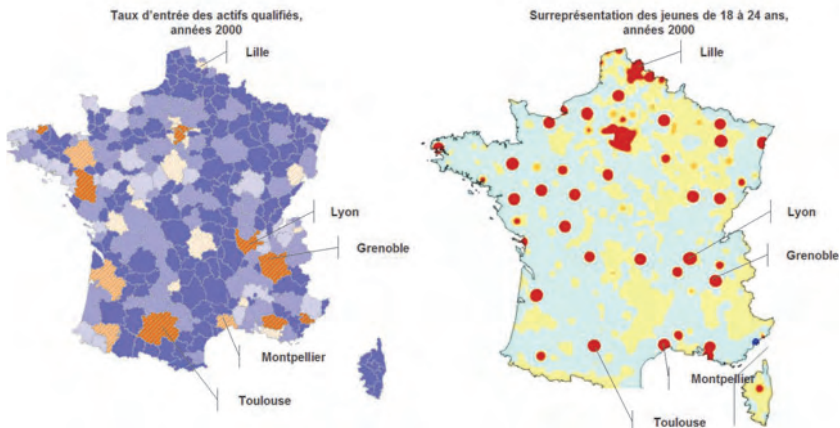 Taux d’entrée des actifs qualifiés,
années 2000
Lille
Lyon
Grenoble
Montpellier
Toulouse
Surreprésentation des jeunes de 18 à 24 ans,
années 2000
Lille
Lyon
Grenoble
Montpellier
Toulouse